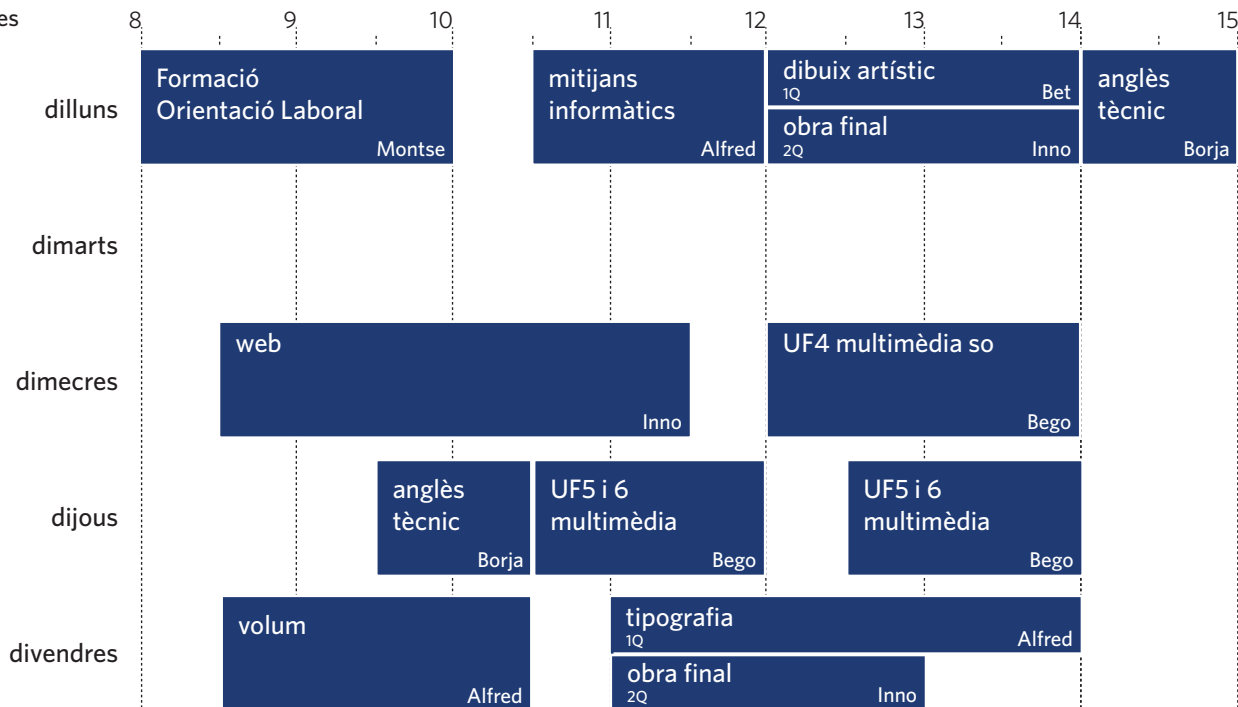 es 8 9 10 11 12 13 14 15
dilluns
Formació
Orientació Laboral
Montse
mitijans
informàtics
Alfred
dibuix artístic
1Q Bet
obra final
2Q Inno
anglès
tècnic
Borja
dimarts
dimecres
web
Inno
UF4 multimèdia so
Bego
dijous
anglès
tècnic
Borja
UF5 i 6
multimèdia
Bego
UF5 i 6
multimèdia
Bego
divendres
volum
Alfred
tipografia
1Q Alfred
obra final
2Q Inno